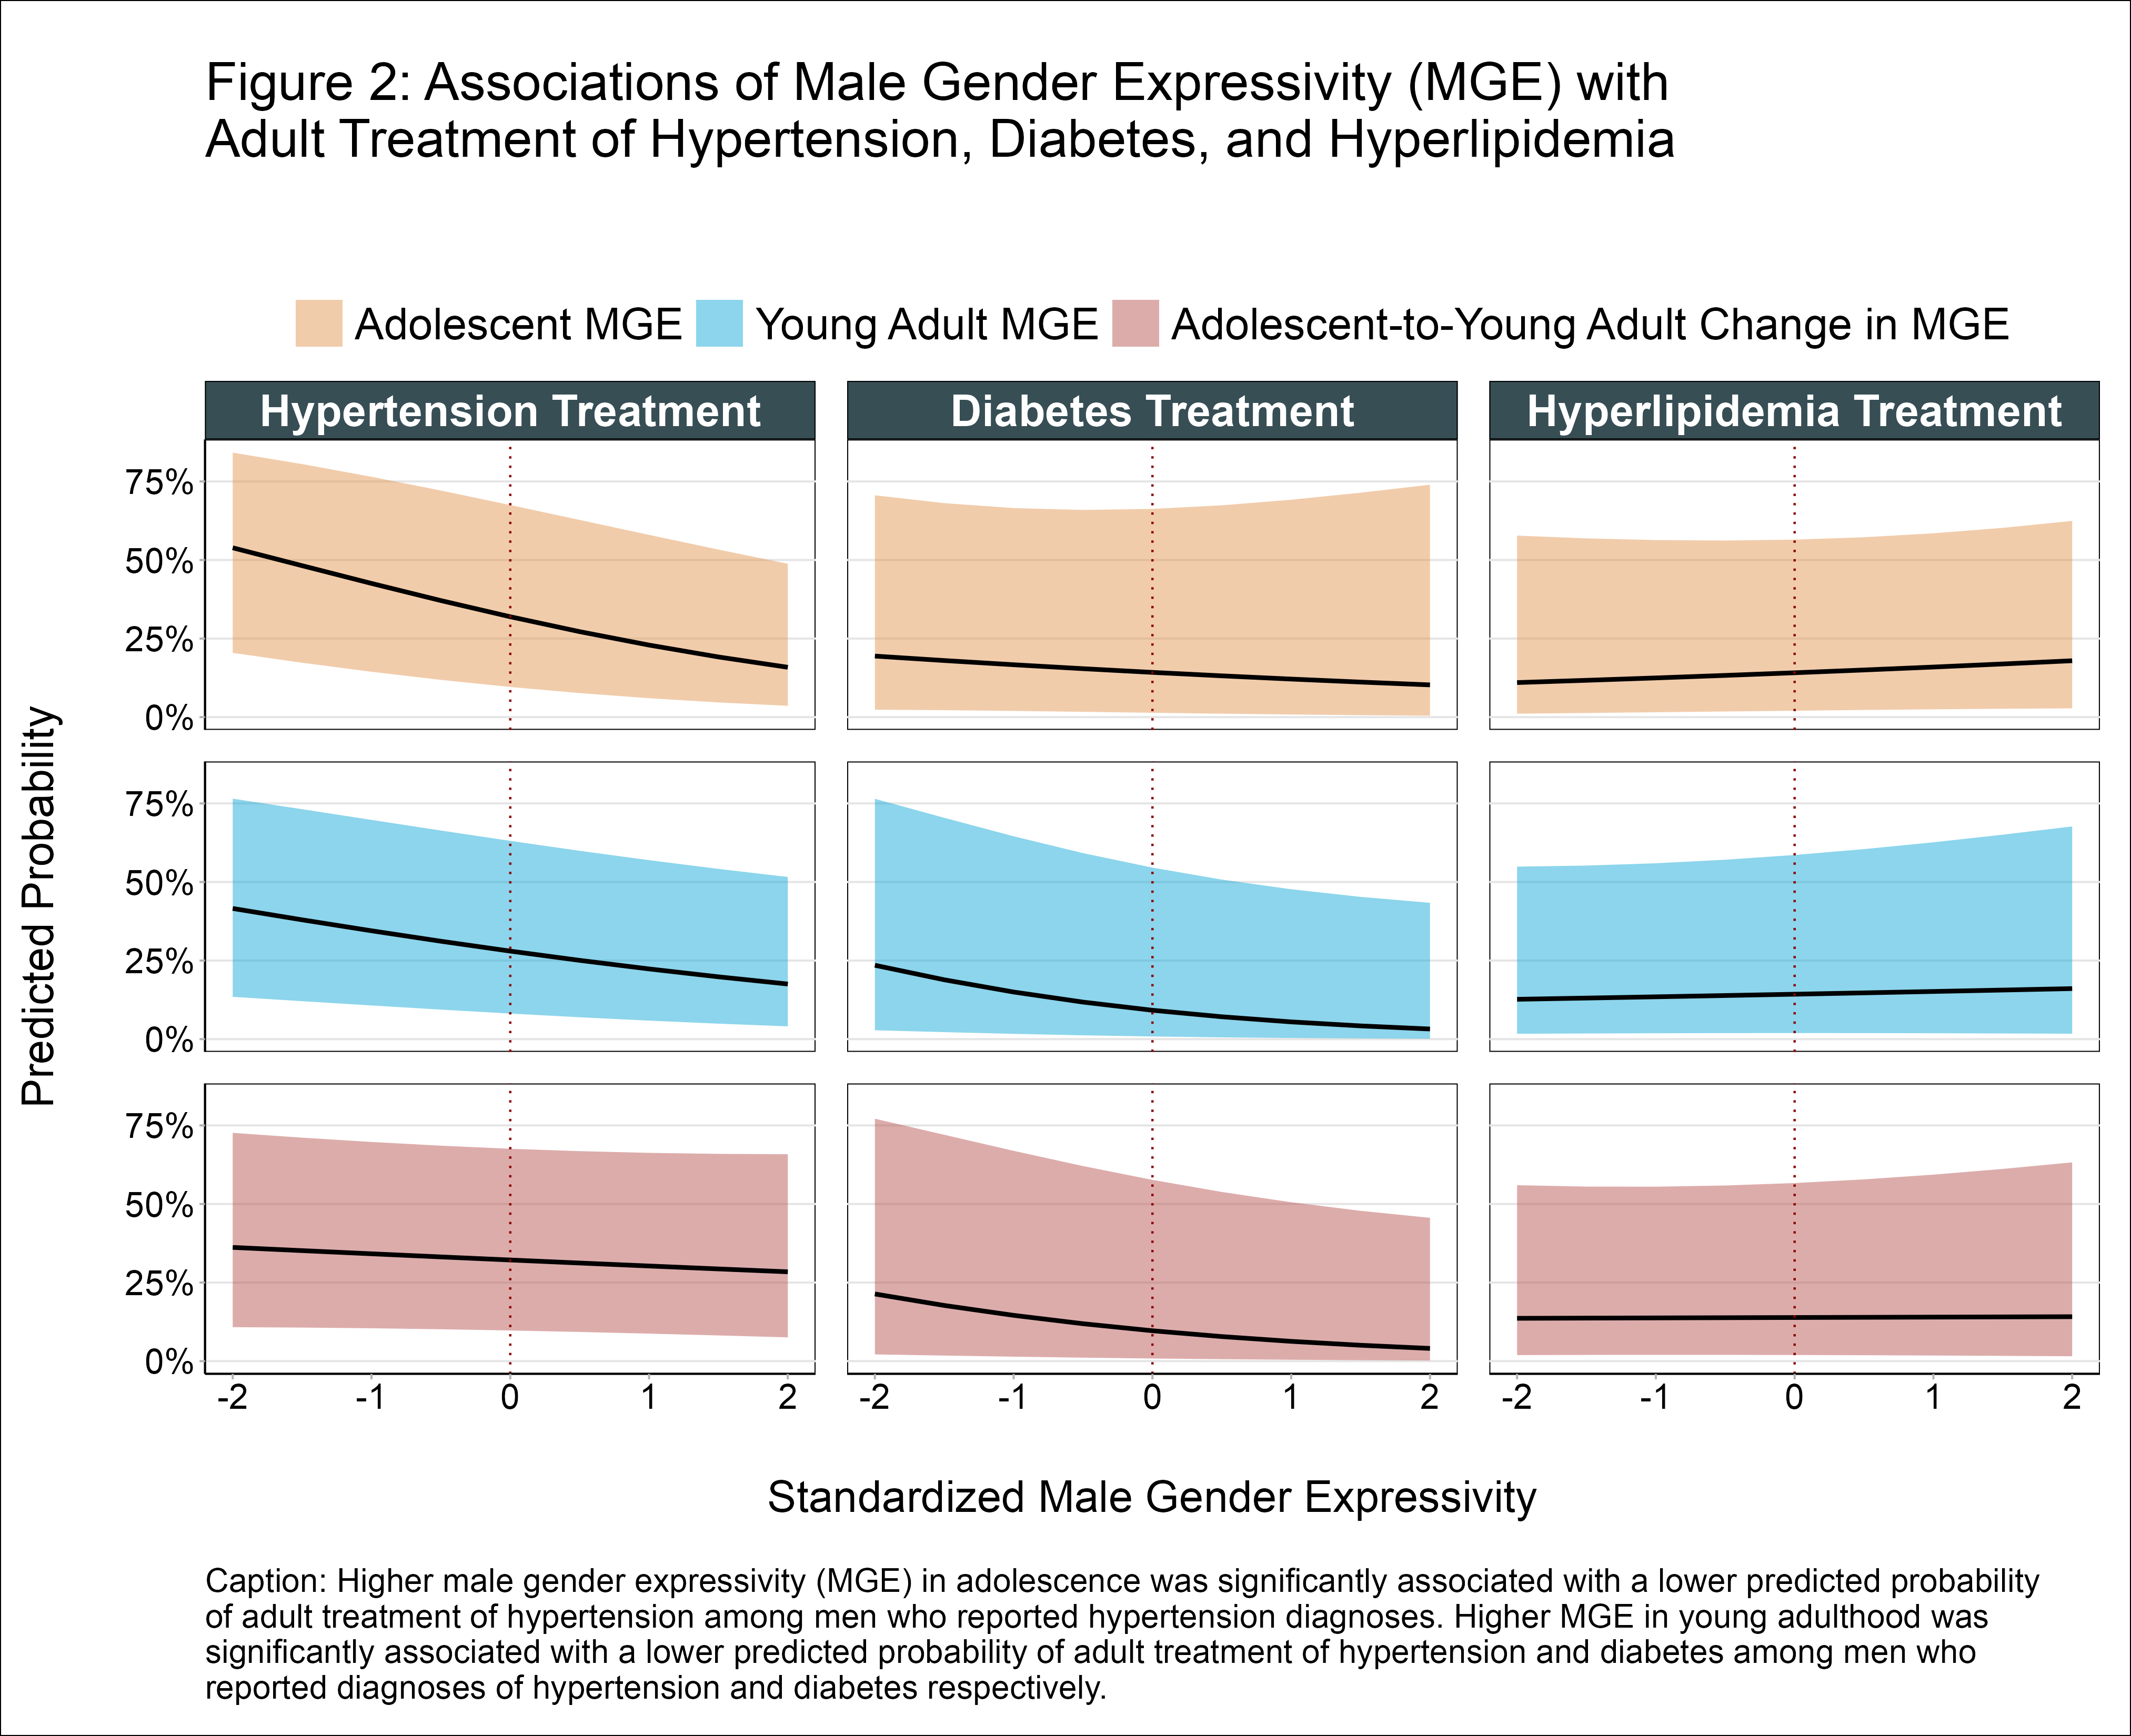 Figure 2: Associations of Male Gender Expressivity (MGE) with
Adult Treatment of Hypertension, Diabetes, and Hyperlipidemia
Adolescent MGE Young Adult MGE Adolescent-to-Young Adult Change in MGE
Hypertension Treatment Diabetes Treatment Hyperlipidemia Treatment
75%
50%
25%
0%
Predicted Probability
75%
50%
25%
0%
75%
50%
25%
0%
-2 -1 0 1 2 -2 -1 0 1 2 -2 -1 0 1 2
Standardized Male Gender Expressivity
Caption: Higher male gender expressivity (MGE) in adolescence was significantly associated with a lower predicted probability
of adult treatment of hypertension among men who reported hypertension diagnoses. Higher MGE in young adulthood was
significantly associated with a lower predicted probability of adult treatment of hypertension and diabetes among men who
reported diagnoses of hypertension and diabetes respectively.